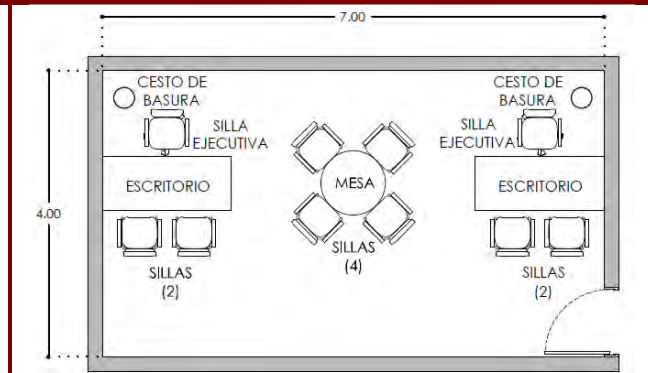 7.00
CESTO DE
BASURA
CESTO DE
BASURA
SILLA
EJECUTIVA
SILLA
EJECUTIVA
ESCRITORIO
MESA
ESCRITORIO
4.00
SILLAS
(4)
SILLAS
(2)
SILLAS
(2)